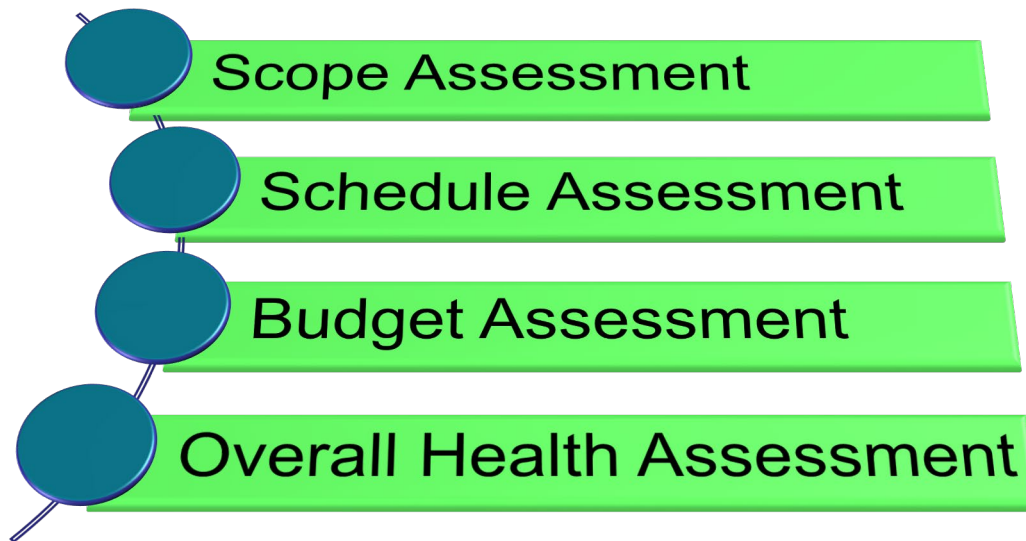 Scope Assessment
Schedule Assessment
Budget Assessment
Overall Health Assessment